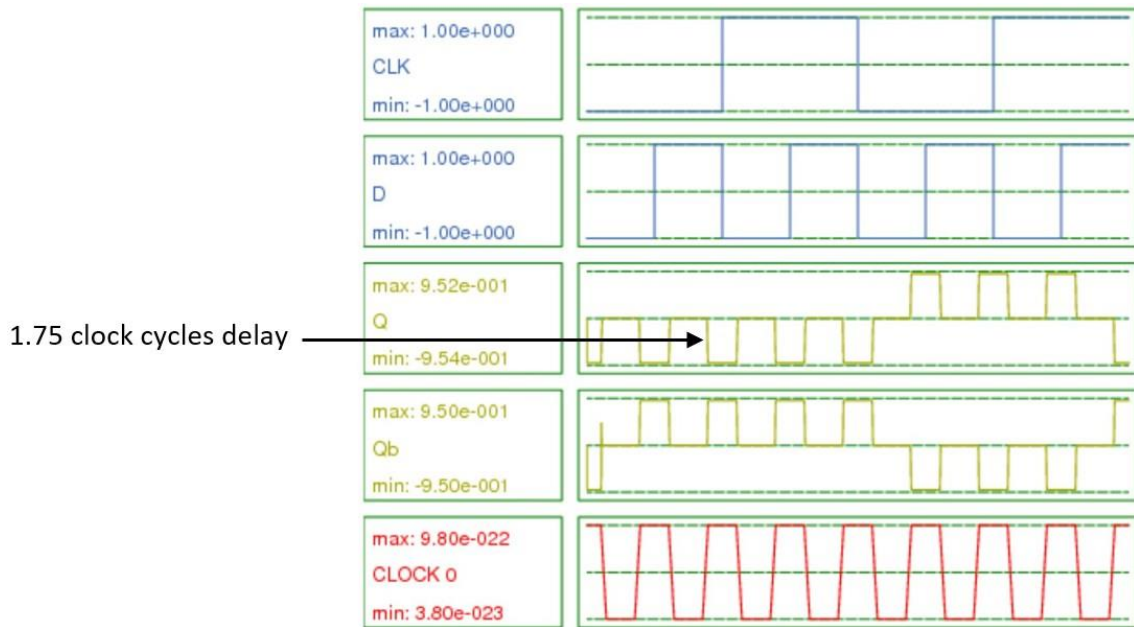 max: 1.00e+000
CLK
min: -1.00e+000
max: 1.00e+000
D
min: -1.00e+000
max: 9.52e-001
1.75 clock cycles delay
Q
min: -9.54e-001
max: 9.50e-001
Qb
min: -9.50e-001
max: 9.80e-022
CLOCK 0
min: 3.80e-023